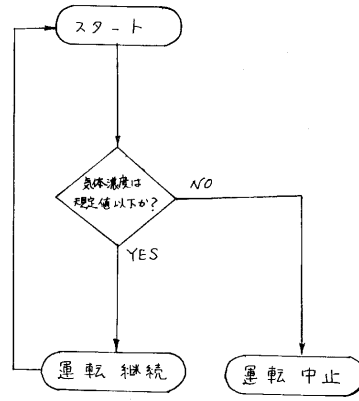 スタート
気体濃度は
規定値以下か?
NO
YES
運転 継続
運転 中止